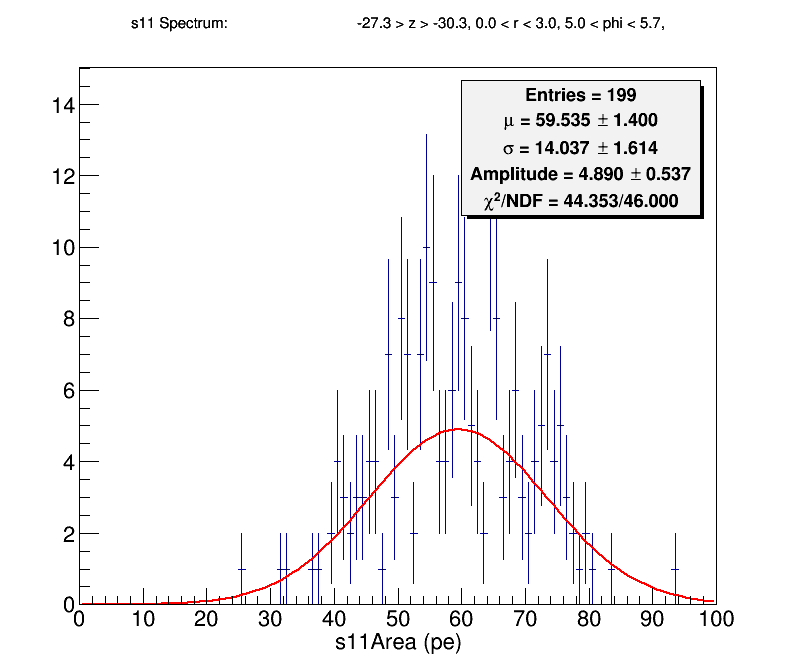 s11 Spectrum: -27.3 > z > -30.3, 0.0 < r < 3.0, 5.0 < phi < 5.7,
Entries = 199
μ = 59.535 ± 1.400
σ = 14.037 ± 1.614
Amplitude = 4.890 ± 0.537
χ²/NDF = 44.353/46.000
14
12
10
8
6
4
2
0
0 10 20 30 40 50 60 70 80 90 100
s11Area (pe)